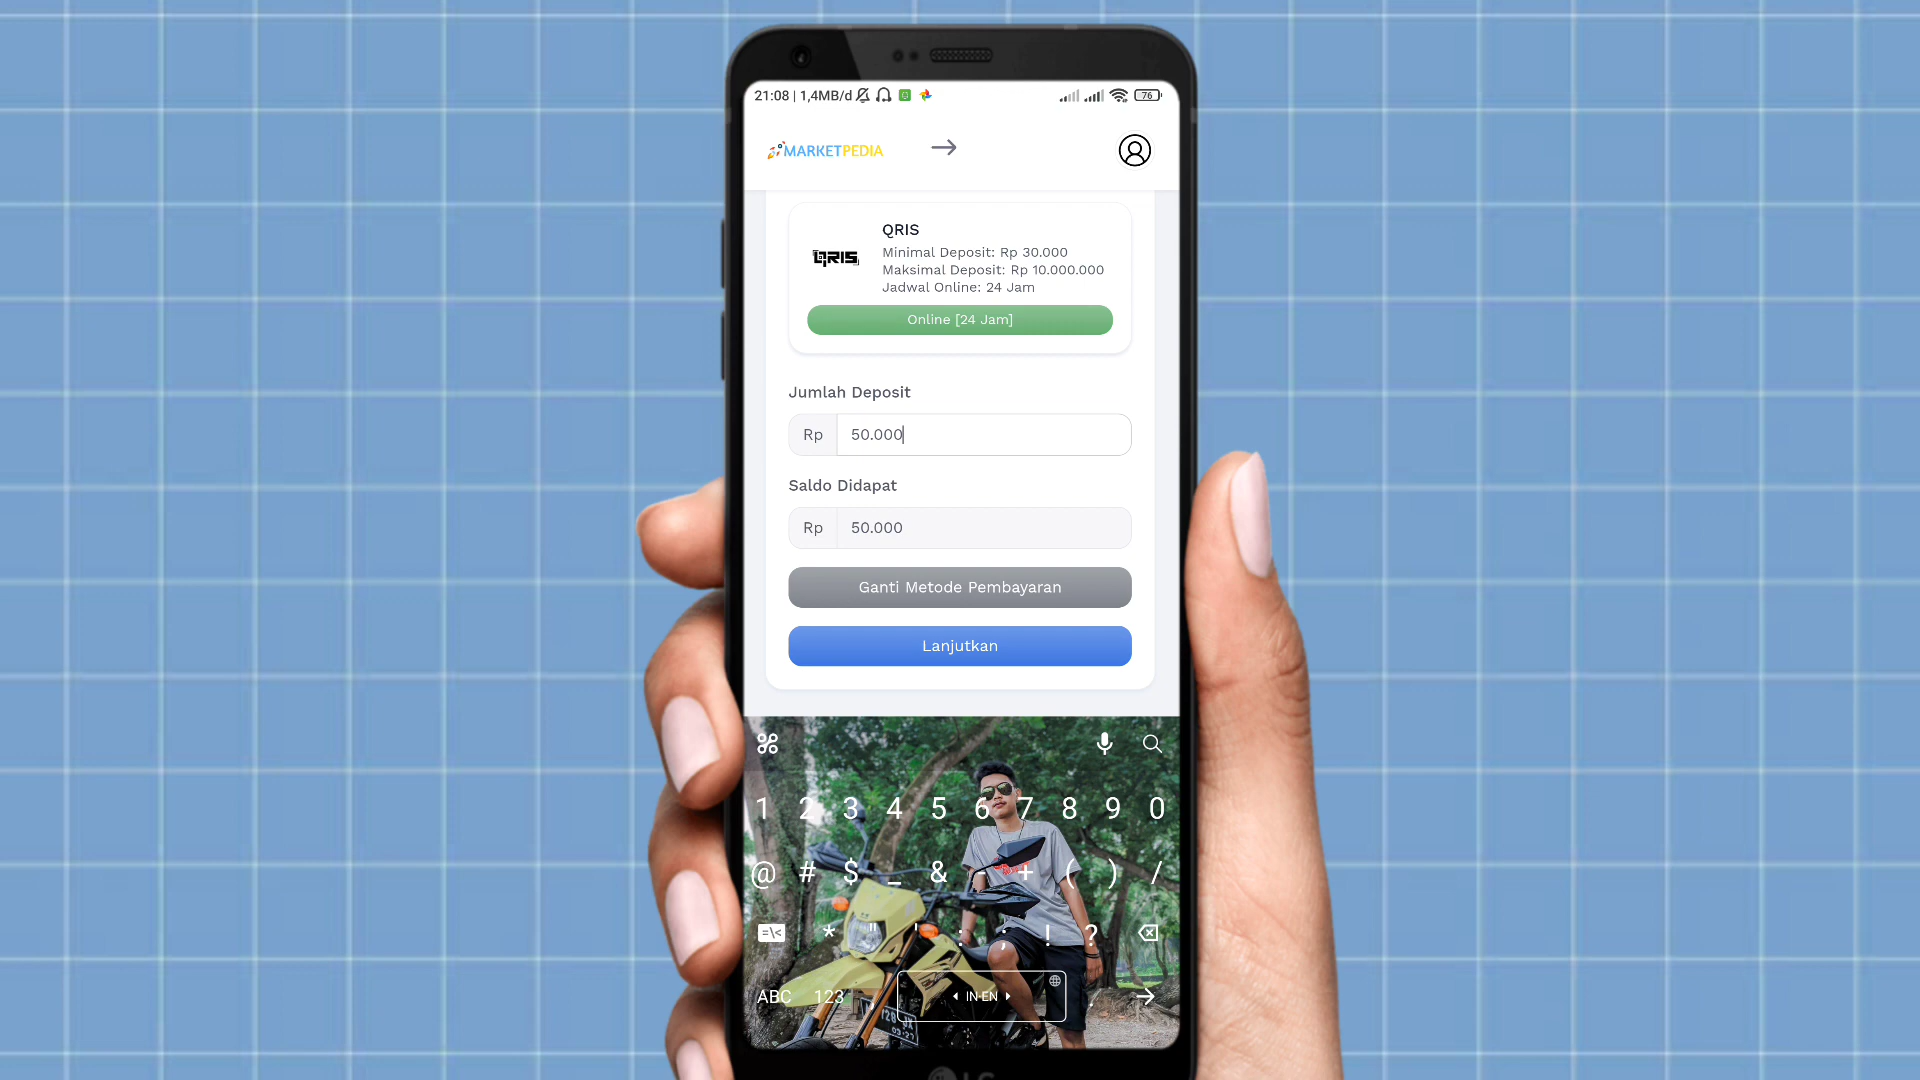 21:08 | 1,4MB/d
76
MARKETPEDIA
QRIS
QRIS
Minimal Deposit: Rp 30.000
Maksimal Deposit: Rp 10.000.000
Jadwal Online: 24 Jam
Online [24 Jam]
Jumlah Deposit
Rp 50.000
Saldo Didapat
Rp 50.000
Ganti Metode Pembayaran
Lanjutkan
1 2 3 4 5 6 7 8 9 0
@ # $ _ & - + ( ) /
=\< * " ' : ; ! ?
ABC 123 , IN EN .
LG